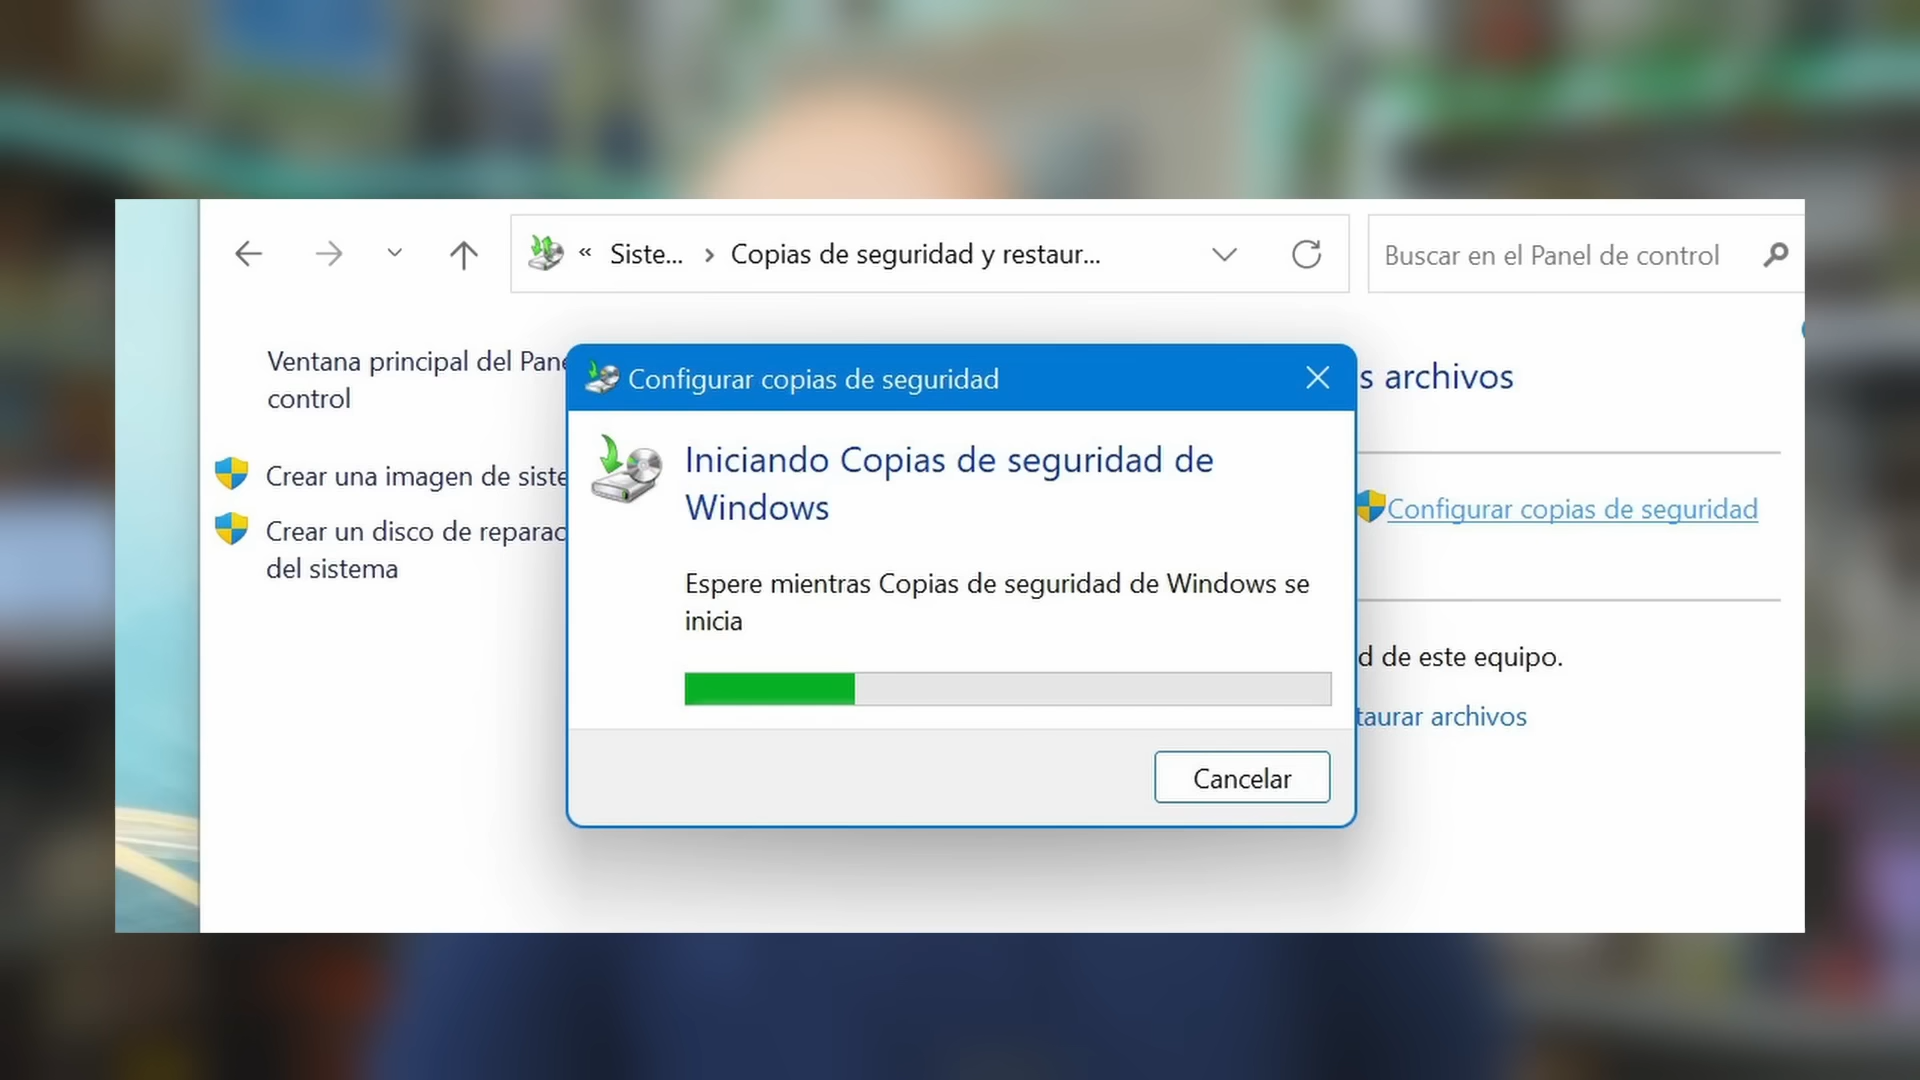 « Siste... > Copias de seguridad y restaur...
Buscar en el Panel de control
Ventana principal del Pane
control
Crear una imagen de siste
Crear un disco de reparac
del sistema
Configurar copias de seguridad
Iniciando Copias de seguridad de
Windows
Espere mientras Copias de seguridad de Windows se
inicia
Cancelar
s archivos
Configurar copias de seguridad
d de este equipo.
taurar archivos